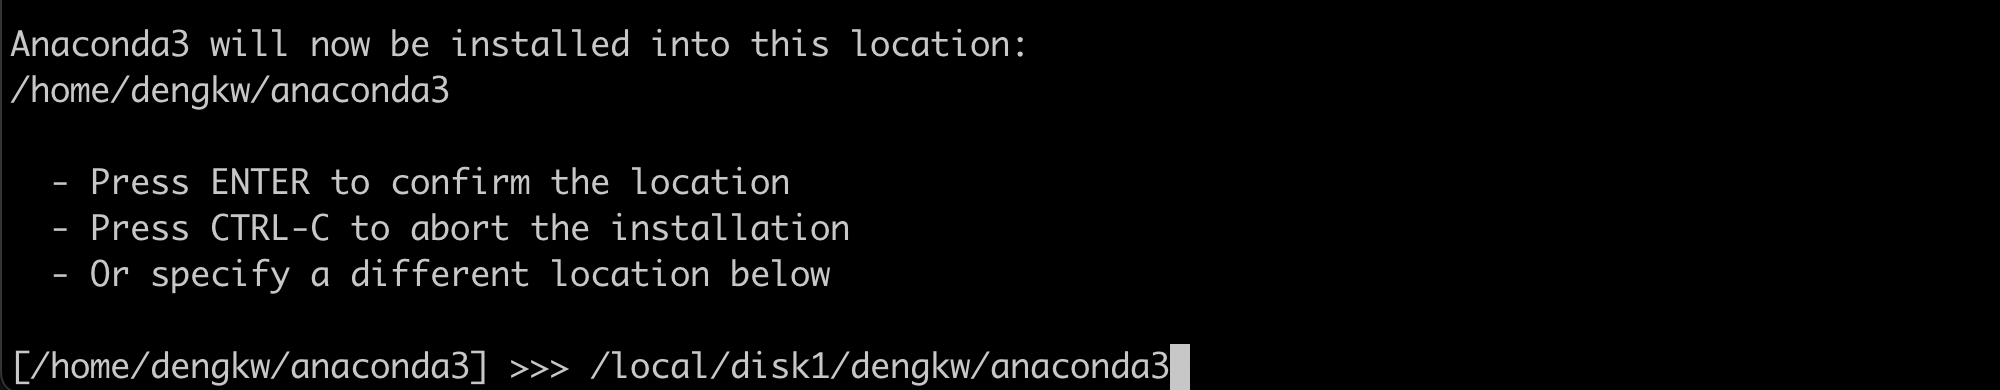 Anaconda3 will now be installed into this location:
/home/dengkw/anaconda3
- Press ENTER to confirm the location
- Press CTRL-C to abort the installation
- Or specify a different location below
[/home/dengkw/anaconda3] >>> /local/disk1/dengkw/anaconda3